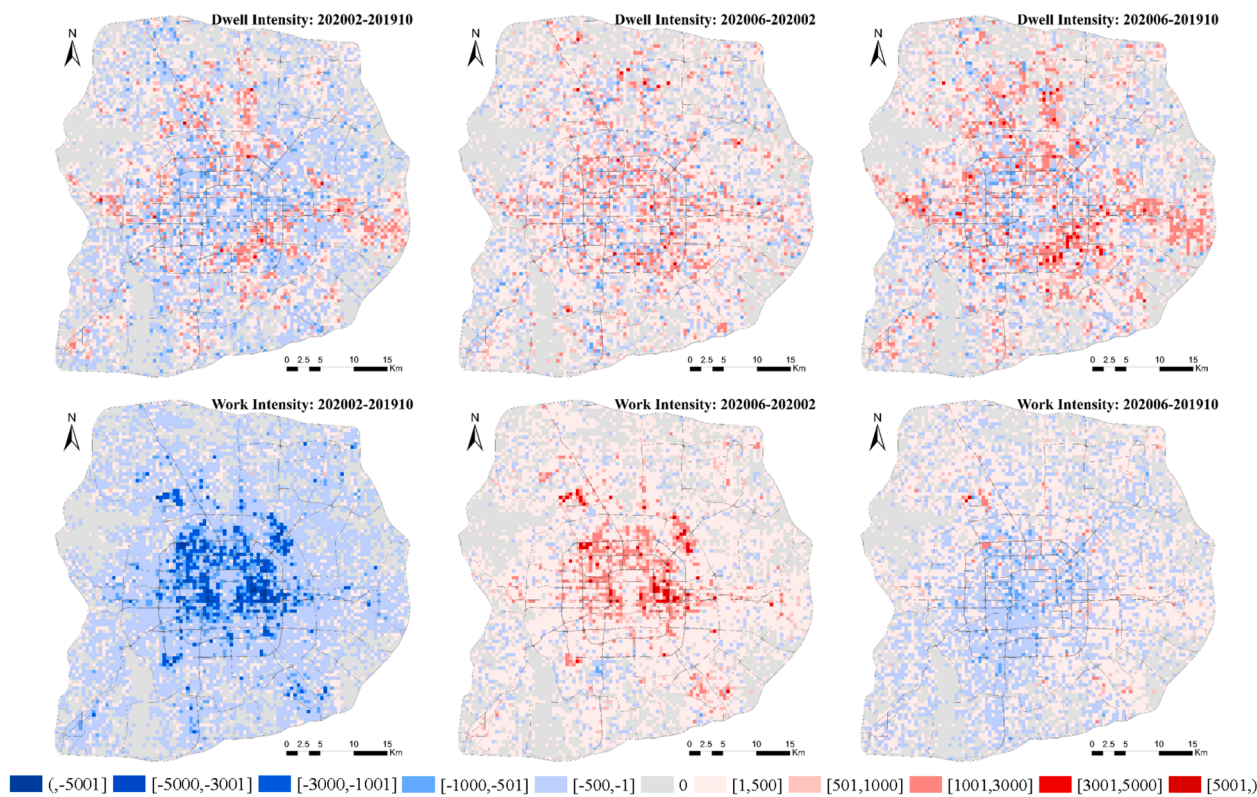 Dwell Intensity: 202002-201910
N
0 2.5 5 10 15
Km
Dwell Intensity: 202006-202002
N
0 2.5 5 10 15
Km
Dwell Intensity: 202006-201910
N
0 2.5 5 10 15
Km
Work Intensity: 202002-201910
N
0 2.5 5 10 15
Km
Work Intensity: 202006-202002
N
0 2.5 5 10 15
Km
Work Intensity: 202006-201910
N
0 2.5 5 10 15
Km
(,-5001] [-5000,-3001] [-3000,-1001] [-1000,-501] [-500,-1] 0 [1,500] [501,1000] [1001,3000] [3001,5000] [5001,)